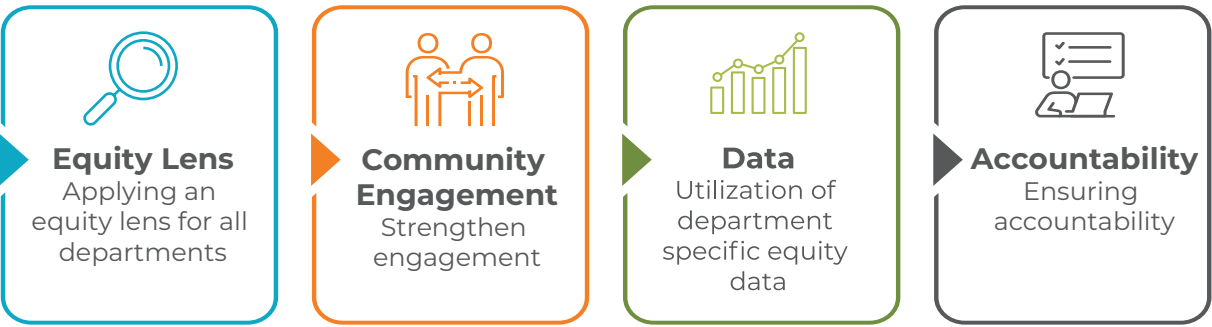 Equity Lens
Applying an
equity lens for all
departments
Community
Engagement
Strengthen
engagement
Data
Utilization of
department
specific equity
data
Accountability
Ensuring
accountability